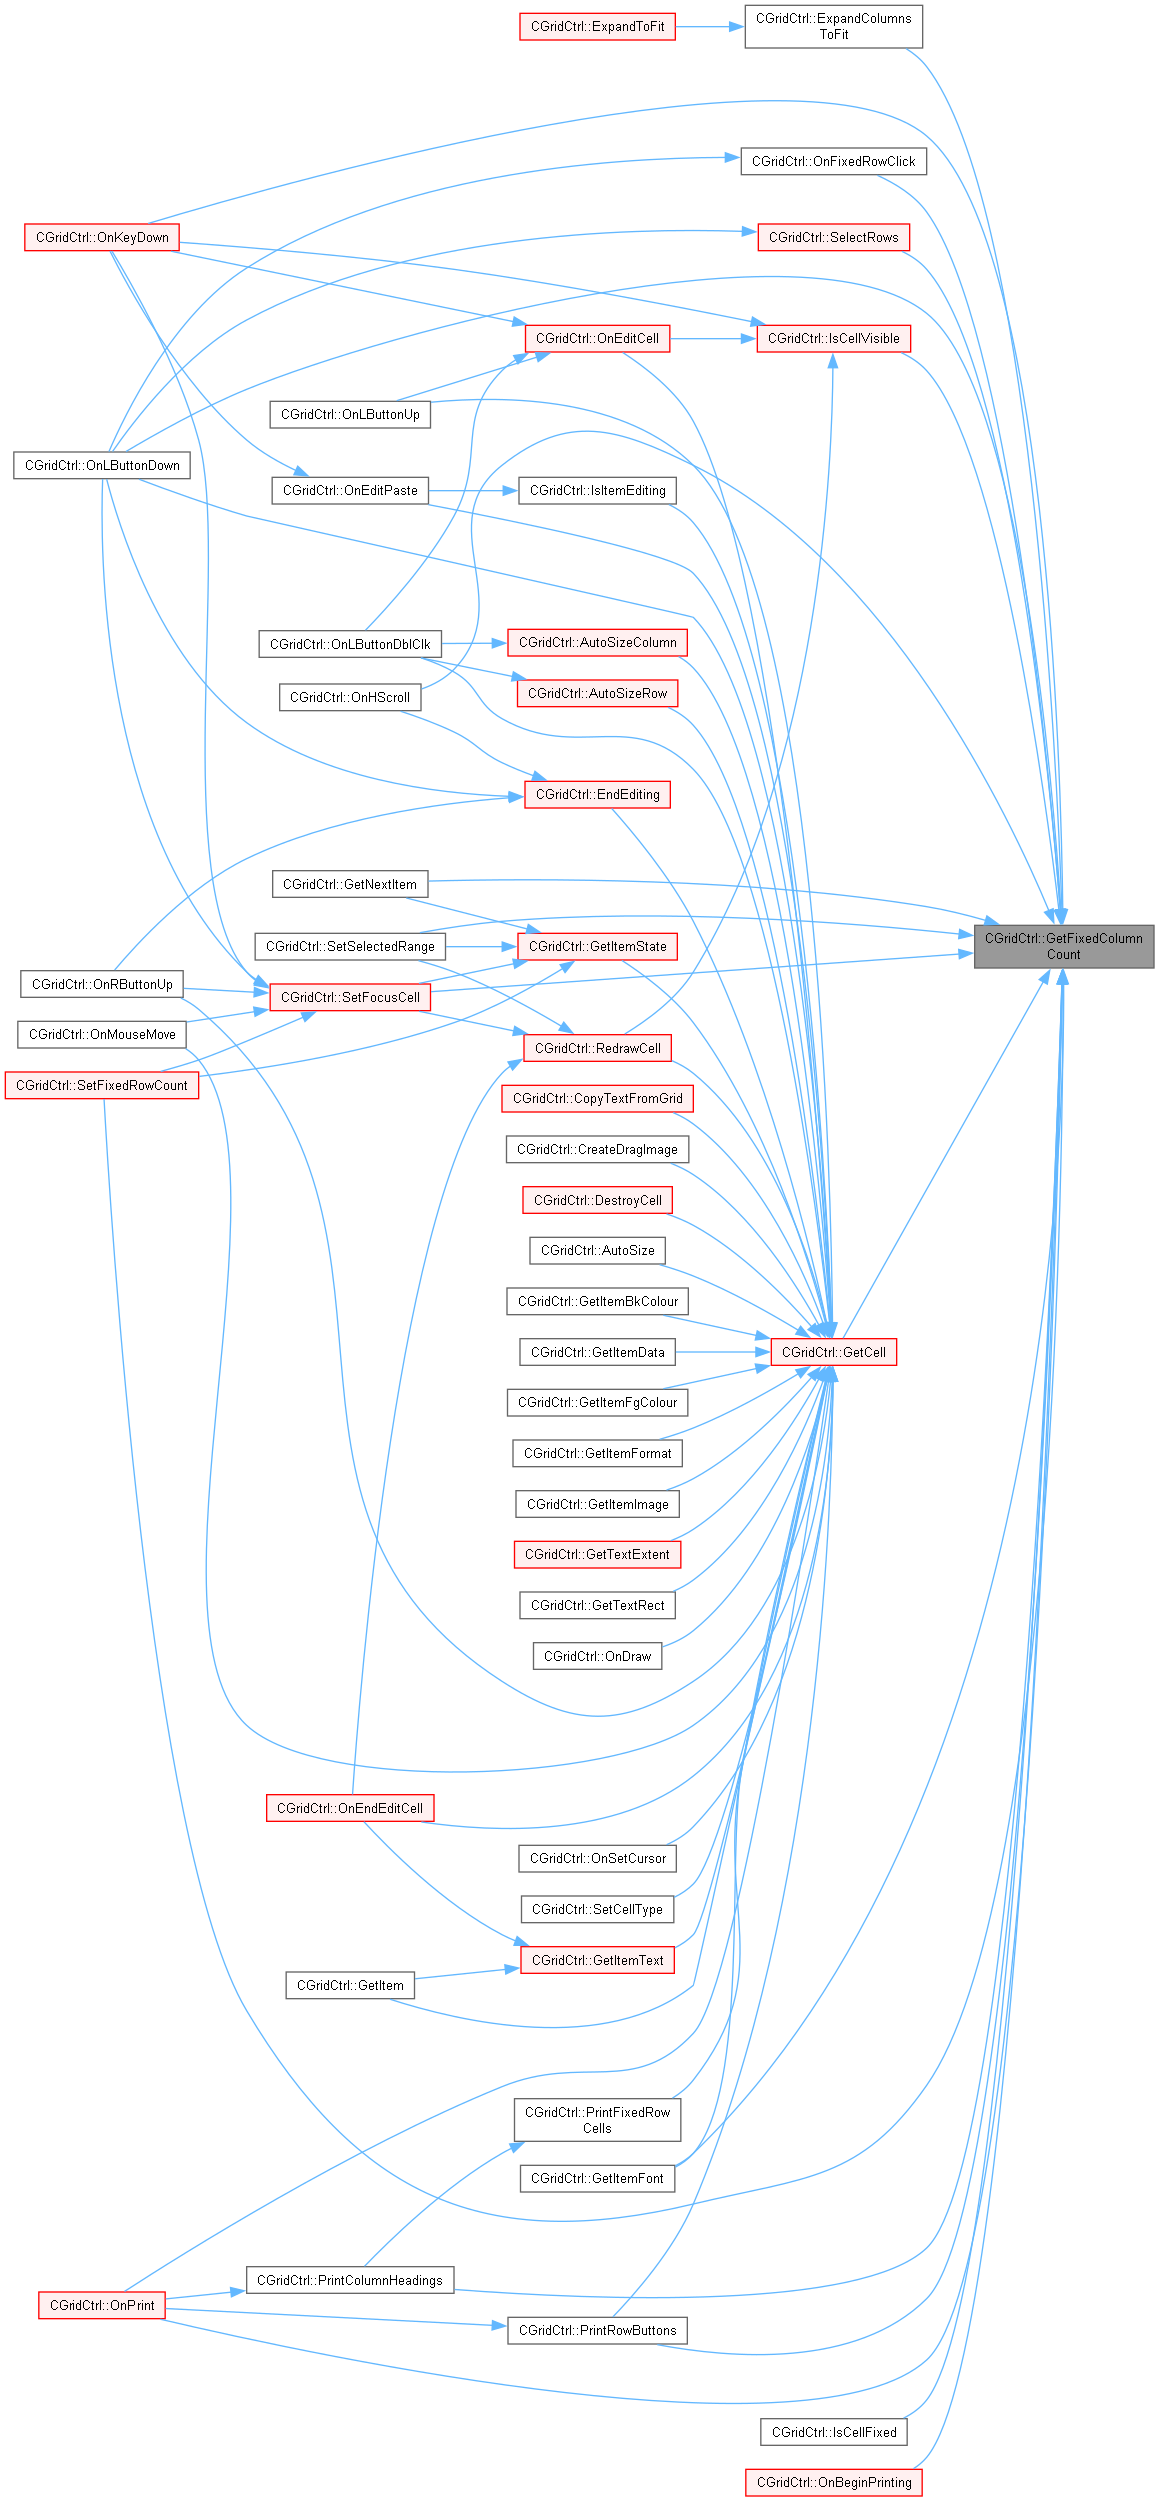 CGridCtrl::ExpandToFit
CGridCtrl::ExpandColumns
ToFit
CGridCtrl::OnFixedRowClick
CGridCtrl::OnKeyDown
CGridCtrl::SelectRows
CGridCtrl::OnEditCell
CGridCtrl::IsCellVisible
CGridCtrl::OnLButtonUp
CGridCtrl::OnLButtonDown
CGridCtrl::OnEditPaste
CGridCtrl::IsItemEditing
CGridCtrl::OnLButtonDblClk
CGridCtrl::AutoSizeColumn
CGridCtrl::OnHScroll
CGridCtrl::AutoSizeRow
CGridCtrl::EndEditing
CGridCtrl::GetNextItem
CGridCtrl::SetSelectedRange
CGridCtrl::GetItemState
CGridCtrl::GetFixedColumn
Count
CGridCtrl::OnRButtonUp
CGridCtrl::SetFocusCell
CGridCtrl::OnMouseMove
CGridCtrl::RedrawCell
CGridCtrl::SetFixedRowCount
CGridCtrl::CopyTextFromGrid
CGridCtrl::CreateDragImage
CGridCtrl::DestroyCell
CGridCtrl::AutoSize
CGridCtrl::GetItemBkColour
CGridCtrl::GetItemData
CGridCtrl::GetCell
CGridCtrl::GetItemFgColour
CGridCtrl::GetItemFormat
CGridCtrl::GetItemImage
CGridCtrl::GetTextExtent
CGridCtrl::GetTextRect
CGridCtrl::OnDraw
CGridCtrl::OnEndEditCell
CGridCtrl::OnSetCursor
CGridCtrl::SetCellType
CGridCtrl::GetItemText
CGridCtrl::GetItem
CGridCtrl::PrintFixedRow
Cells
CGridCtrl::GetItemFont
CGridCtrl::PrintColumnHeadings
CGridCtrl::OnPrint
CGridCtrl::PrintRowButtons
CGridCtrl::IsCellFixed
CGridCtrl::OnBeginPrinting